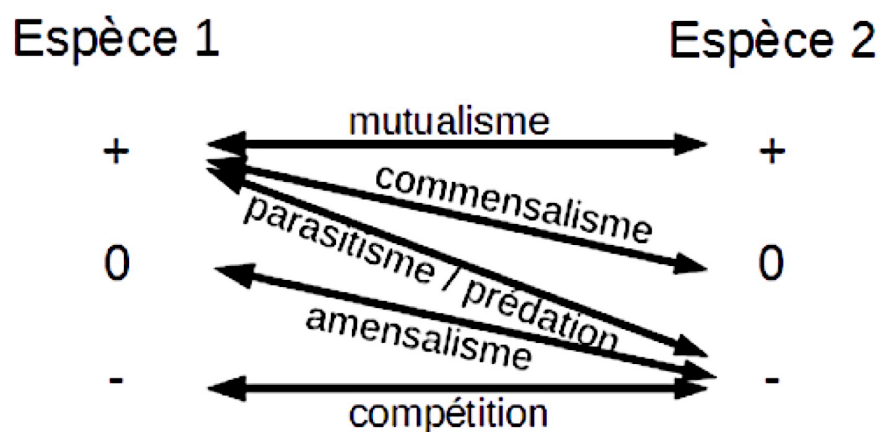 Espèce 1 Espèce 2
mutualisme
+ +
commensalisme
parasitisme / prédation
0 0
amensalisme
- -
compétition